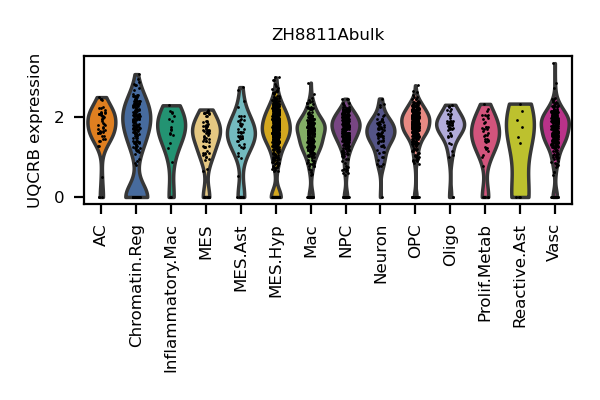 ZH8811Abulk
UQCRB expression
2
0
AC
Chromatin.Reg
Inflammatory.Mac
MES
MES.Ast
MES.Hyp
Mac
NPC
Neuron
OPC
Oligo
Prolif.Metab
Reactive.Ast
Vasc